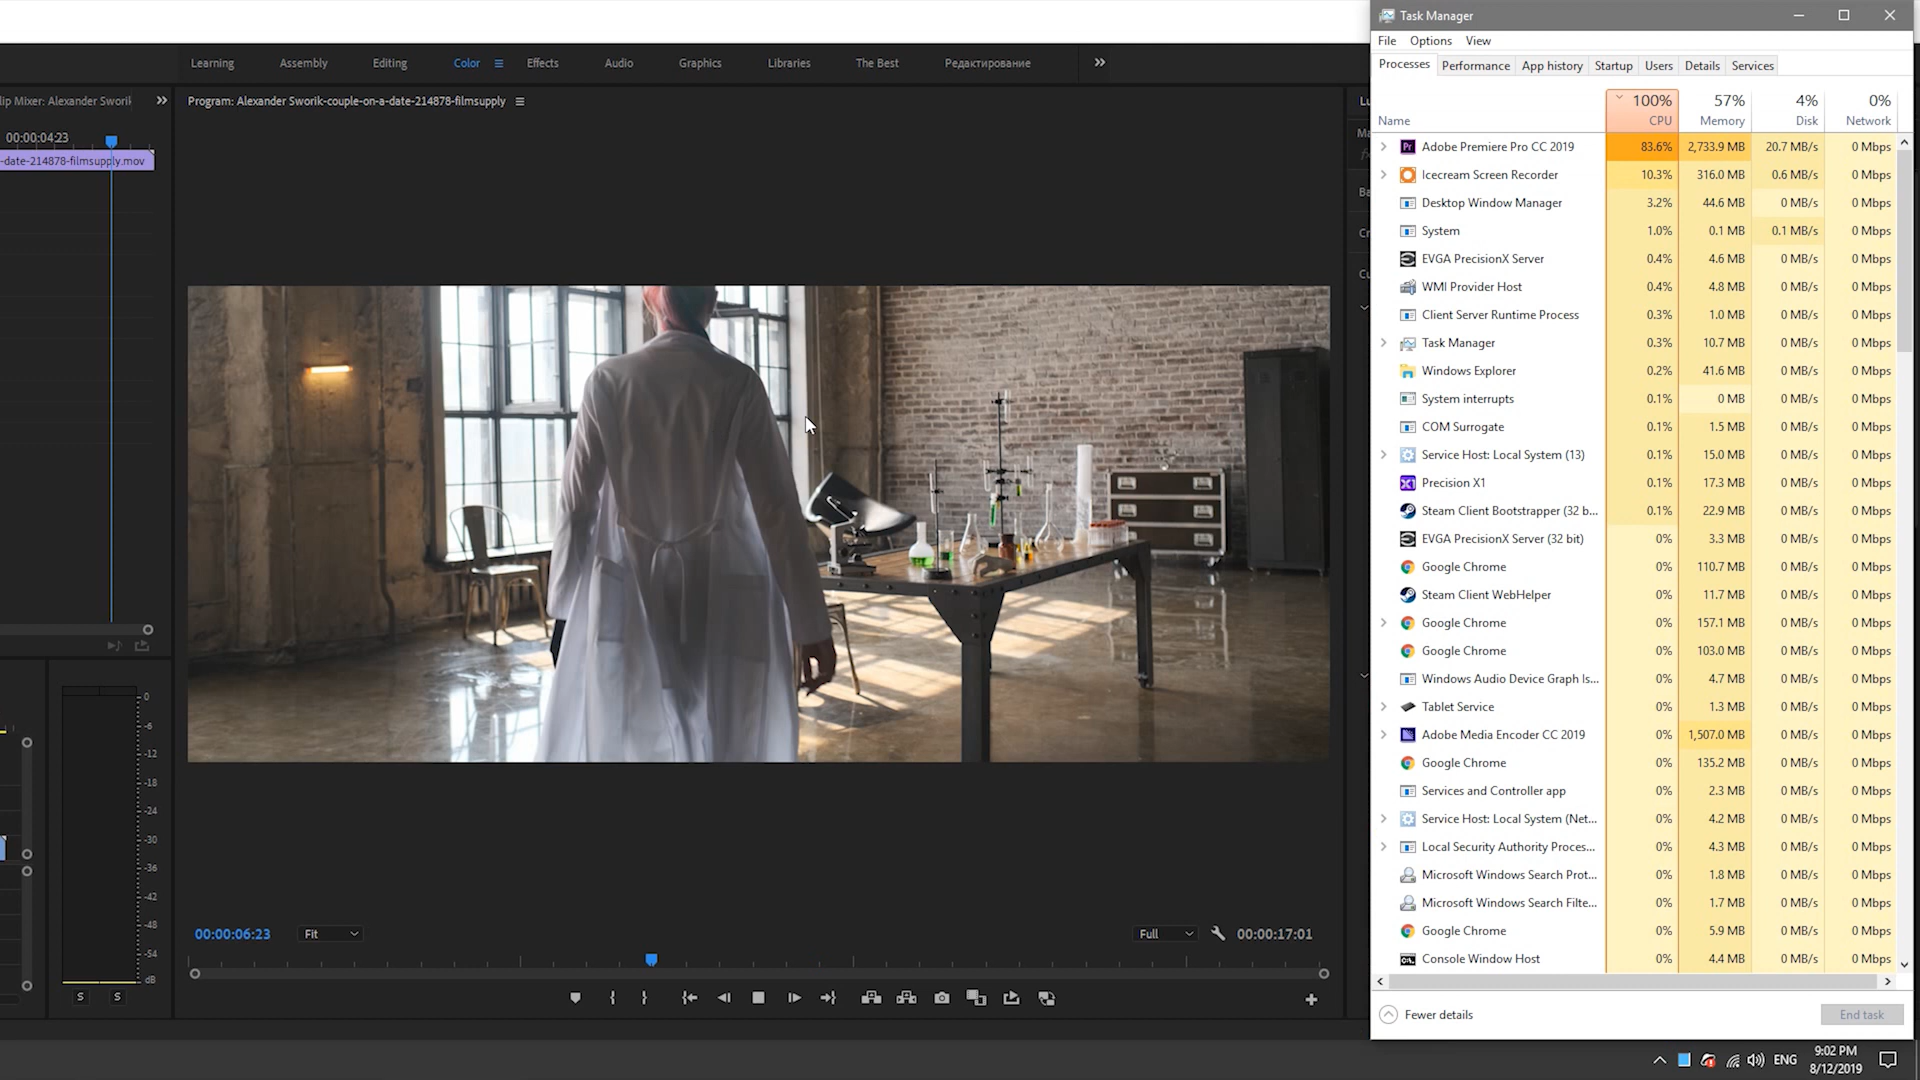 Learning Assembly Editing Color Effects Audio Graphics Libraries The Best Редактирование
lip Mixer: Alexander Sworik
00:00:04:23
-date-214878-filmsupply.mov
0
-6
-12
-18
-24
-30
-36
-42
-48
-54
dB
S S
Program: Alexander Sworik-couple-on-a-date-214878-filmsupply
00:00:06:23 Fit Full 00:00:17:01
Task Manager
File Options View
Processes Performance App history Startup Users Details Services
100% 57% 4% 0%
Name CPU Memory Disk Network
Adobe Premiere Pro CC 2019 83.6% 2,733.9 MB 20.7 MB/s 0 Mbps
Icecream Screen Recorder 10.3% 316.0 MB 0.6 MB/s 0 Mbps
Desktop Window Manager 3.2% 44.6 MB 0 MB/s 0 Mbps
System 1.0% 0.1 MB 0.1 MB/s 0 Mbps
EVGA PrecisionX Server 0.4% 4.6 MB 0 MB/s 0 Mbps
WMI Provider Host 0.4% 4.8 MB 0 MB/s 0 Mbps
Client Server Runtime Process 0.3% 1.0 MB 0 MB/s 0 Mbps
Task Manager 0.3% 10.7 MB 0 MB/s 0 Mbps
Windows Explorer 0.2% 41.6 MB 0 MB/s 0 Mbps
System interrupts 0.1% 0 MB 0 MB/s 0 Mbps
COM Surrogate 0.1% 1.5 MB 0 MB/s 0 Mbps
Service Host: Local System (13) 0.1% 15.0 MB 0 MB/s 0 Mbps
Precision X1 0.1% 17.3 MB 0 MB/s 0 Mbps
Steam Client Bootstrapper (32 b... 0.1% 22.9 MB 0 MB/s 0 Mbps
EVGA PrecisionX Server (32 bit) 0% 3.3 MB 0 MB/s 0 Mbps
Google Chrome 0% 110.7 MB 0 MB/s 0 Mbps
Steam Client WebHelper 0% 11.7 MB 0 MB/s 0 Mbps
Google Chrome 0% 157.1 MB 0 MB/s 0 Mbps
Google Chrome 0% 103.0 MB 0 MB/s 0 Mbps
Windows Audio Device Graph Is... 0% 4.7 MB 0 MB/s 0 Mbps
Tablet Service 0% 1.3 MB 0 MB/s 0 Mbps
Adobe Media Encoder CC 2019 0% 1,507.0 MB 0 MB/s 0 Mbps
Google Chrome 0% 135.2 MB 0 MB/s 0 Mbps
Services and Controller app 0% 2.3 MB 0 MB/s 0 Mbps
Service Host: Local System (Net... 0% 4.2 MB 0 MB/s 0 Mbps
Local Security Authority Proces... 0% 4.3 MB 0 MB/s 0 Mbps
Microsoft Windows Search Prot... 0% 1.8 MB 0 MB/s 0 Mbps
Microsoft Windows Search Filte... 0% 1.7 MB 0 MB/s 0 Mbps
Google Chrome 0% 5.9 MB 0 MB/s 0 Mbps
Console Window Host 0% 4.4 MB 0 MB/s 0 Mbps
Fewer details End task
ENG 9:02 PM
8/12/2019